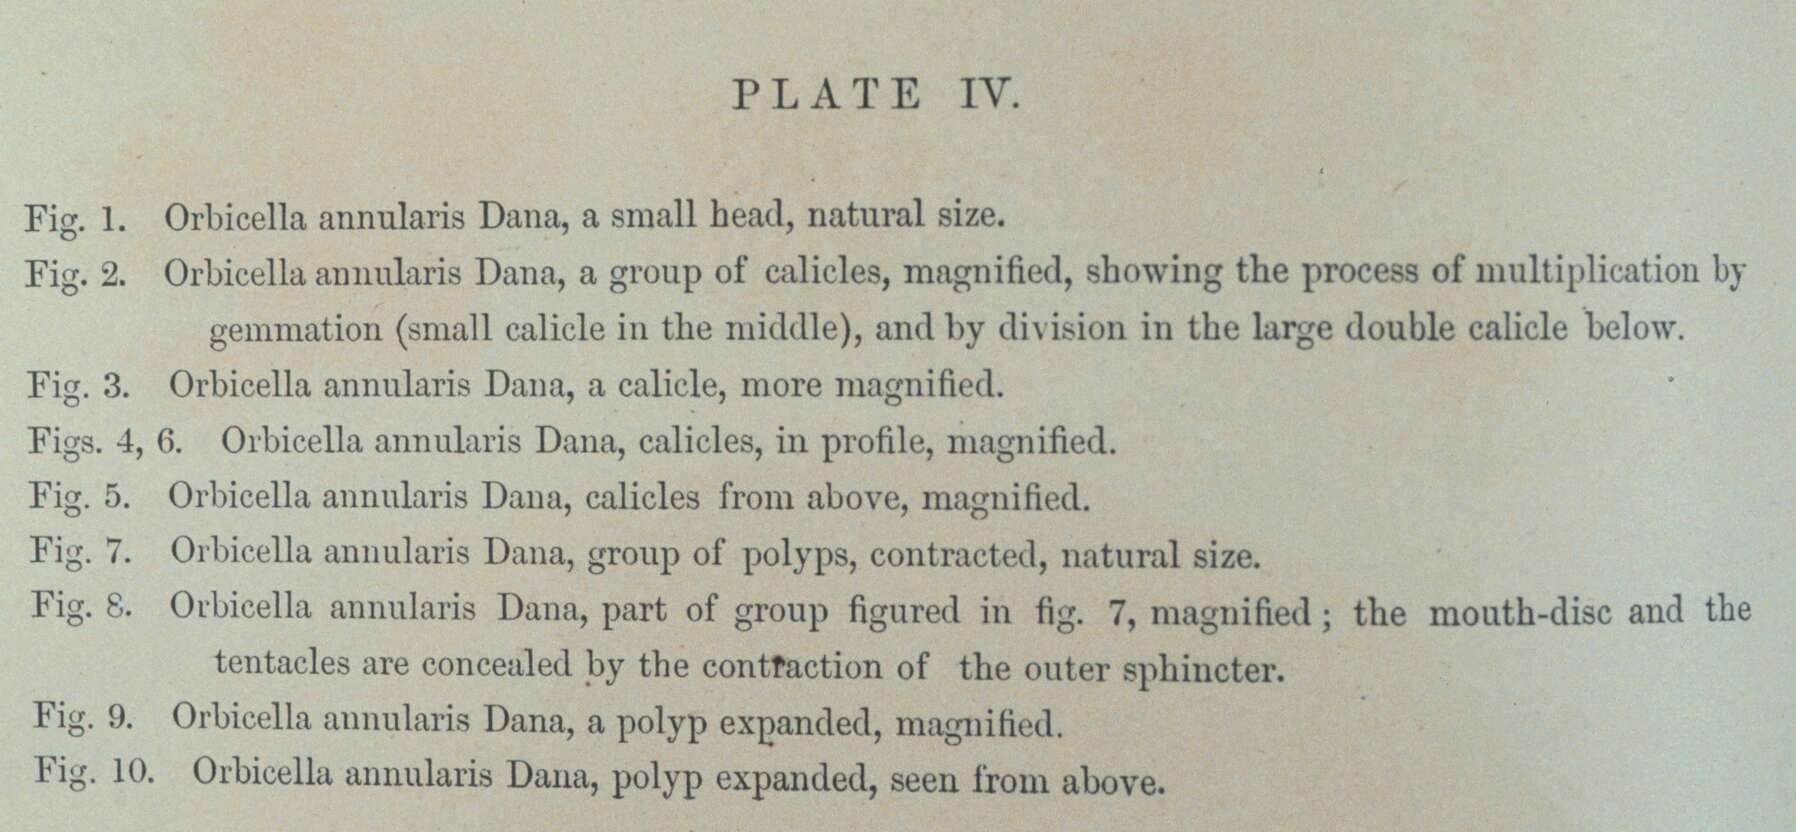 PLATE IV.
Fig. 1. Orbicella annularis Dana, a small head, natural size.
Fig. 2. Orbicella annularis Dana, a group of calicles, magnified, showing the process of multiplication by
gemmation (small calicle in the middle), and by division in the large double calicle below.
Fig. 3. Orbicella annularis Dana, a calicle, more magnified.
Figs. 4, 6. Orbicella annularis Dana, calicles, in profile, magnified.
Fig. 5. Orbicella annularis Dana, calicles from above, magnified.
Fig. 7. Orbicella annularis Dana, group of polyps, contracted, natural size.
Fig. 8. Orbicella annularis Dana, part of group figured in fig. 7, magnified; the mouth-disc and the
tentacles are concealed by the contraction of the outer sphincter.
Fig. 9. Orbicella annularis Dana, a polyp expanded, magnified.
Fig. 10. Orbicella annularis Dana, polyp expanded, seen from above.